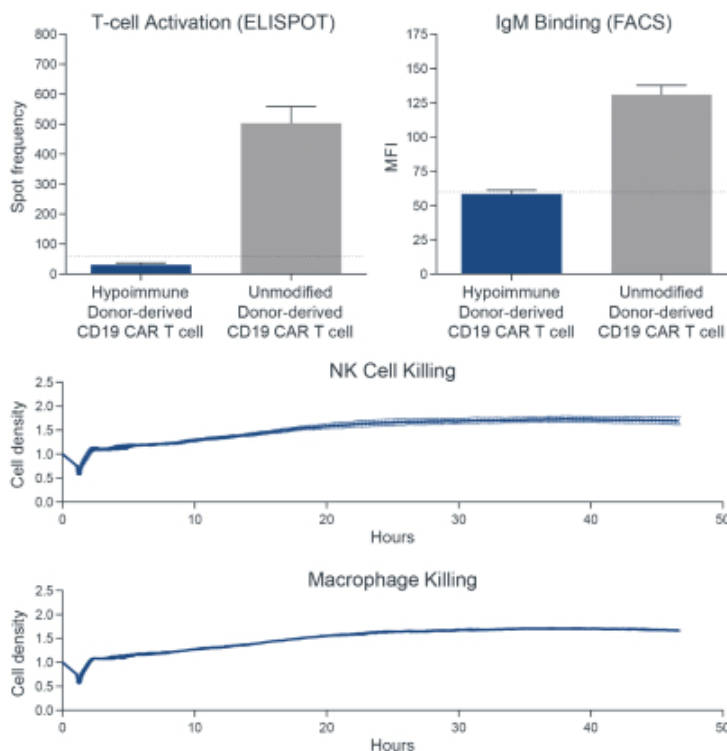 T-cell Activation (ELISPOT)
800
700
600
500
400
300
200
100
0
Spot frequency
Hypoimmune
Donor-derived
CD19 CAR T cell
Unmodified
Donor-derived
CD19 CAR T cell
IgM Binding (FACS)
175
150
125
100
75
50
25
0
MFI
Hypoimmune
Donor-derived
CD19 CAR T cell
Unmodified
Donor-derived
CD19 CAR T cell
NK Cell Killing
2.5
2.0
1.5
1.0
0.5
0.0
Cell density
0 10 20 30 40 50
Hours
Macrophage Killing
2.5
2.0
1.5
1.0
0.5
0.0
Cell density
0 10 20 30 40 50
Hours